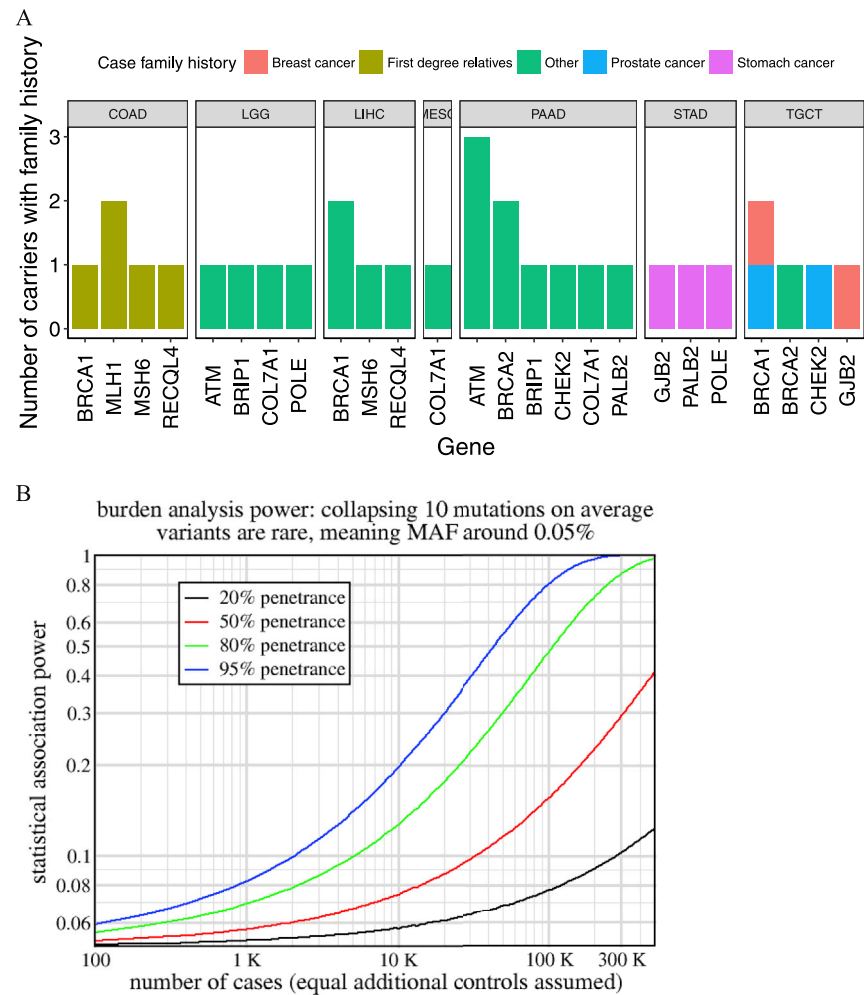 A
Case family history Breast cancer First degree relatives Other Prostate cancer Stomach cancer
COAD LGG LIHC MESO PAAD STAD TGCT
Number of carriers with family history
3
2
1
0
BRCA1 MLH1 MSH6 RECQL4 ATM BRIP1 COL7A1 POLE BRCA1 MSH6 RECQL4 COL7A1 ATM BRCA2 BRIP1 CHEK2 COL7A1 PALB2 GJB2 PALB2 POLE BRCA1 BRCA2 CHEK2 GJB2
Gene
B
burden analysis power: collapsing 10 mutations on average
variants are rare, meaning MAF around 0.05%
statistical association power
1
0.8
0.6
0.5
0.4
0.3
0.2
0.1
0.08
0.06
20% penetrance
50% penetrance
80% penetrance
95% penetrance
100 1 K 10 K 100 K 300 K
number of cases (equal additional controls assumed)